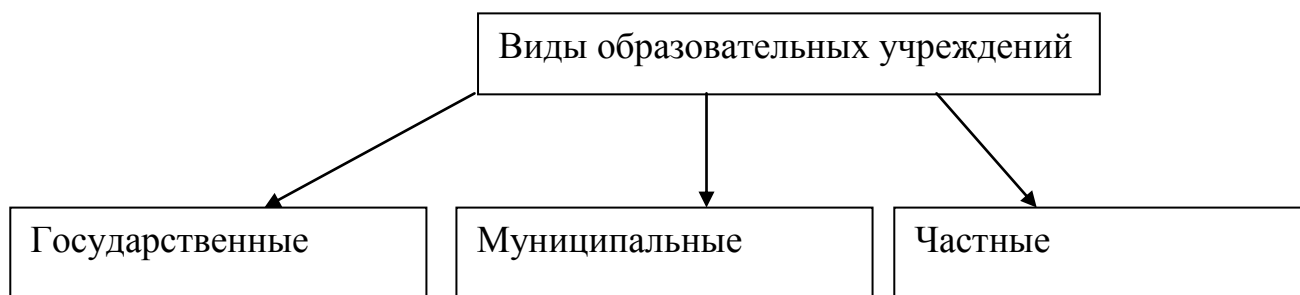 Виды образовательных учреждений
Государственные
Муниципальные
Частные